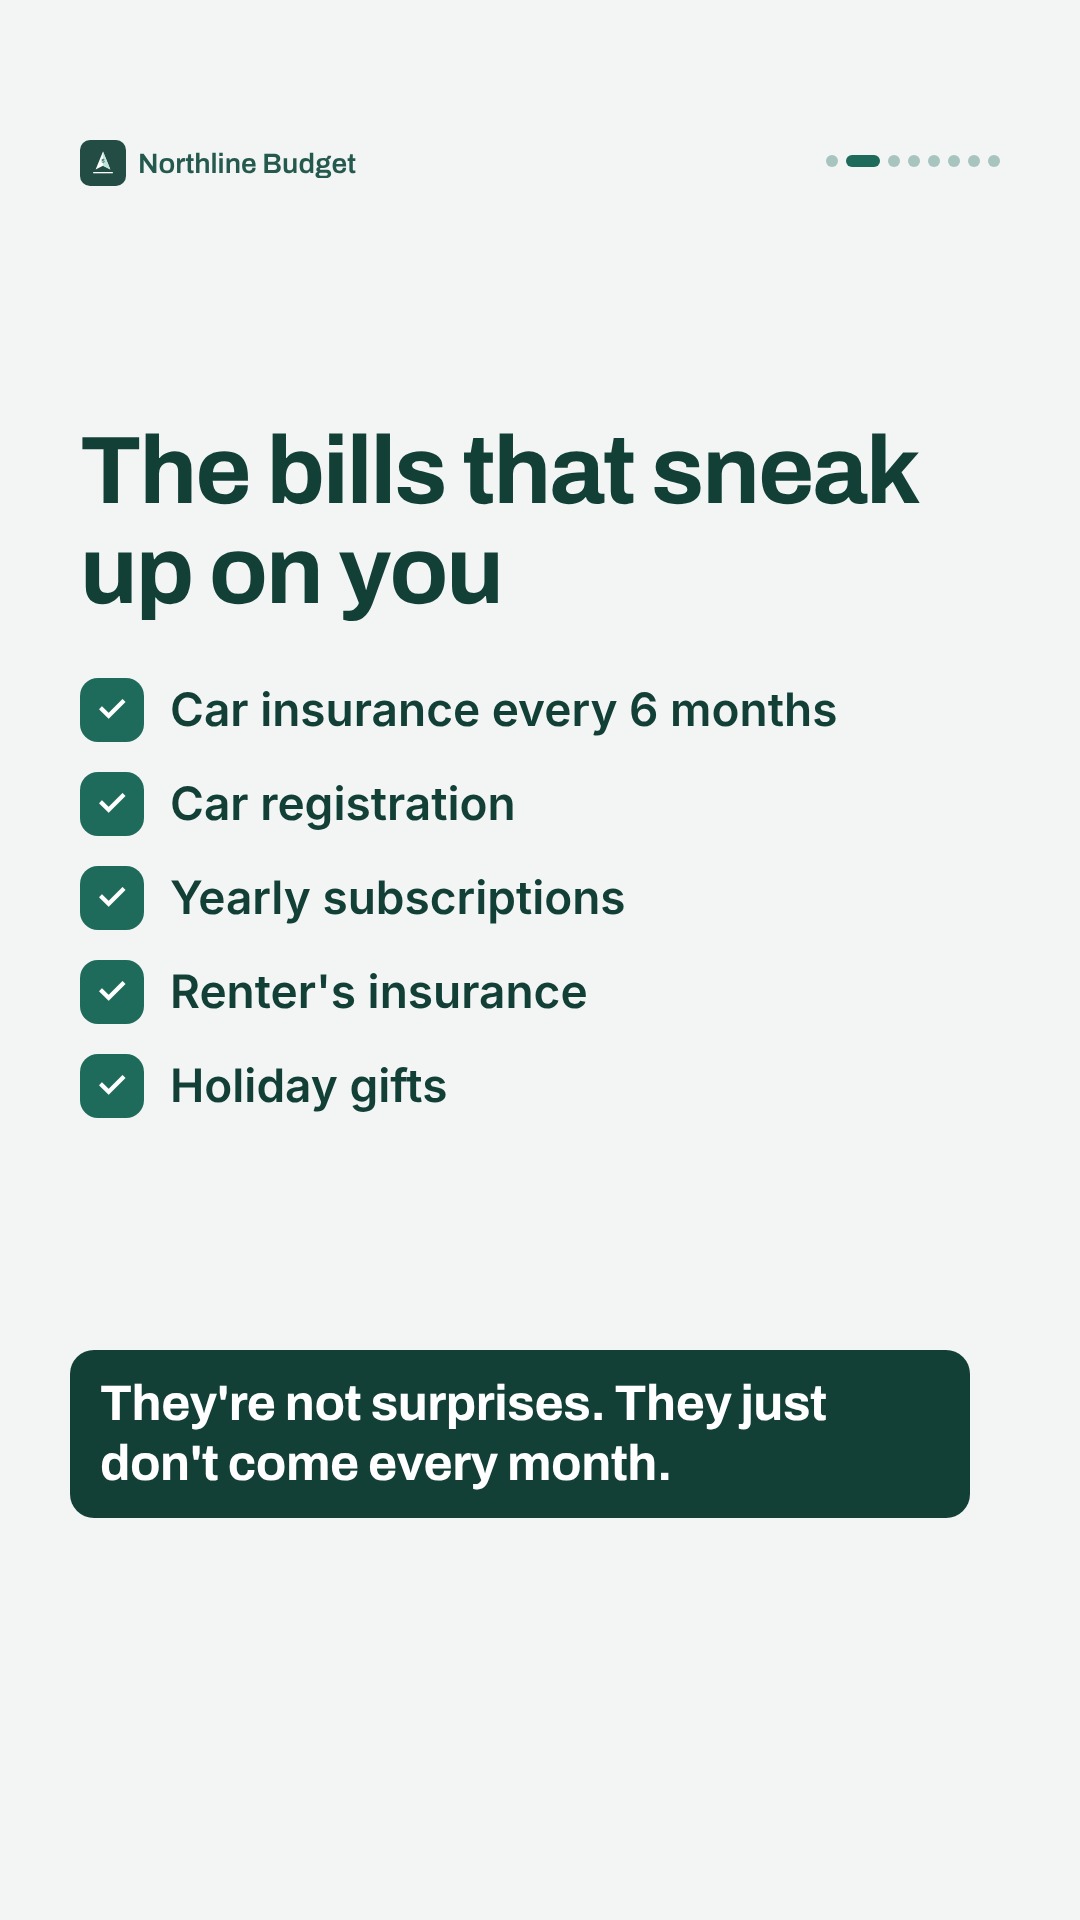 Northline Budget
The bills that sneak
up on you
Car insurance every 6 months
Car registration
Yearly subscriptions
Renter's insurance
Holiday gifts
They're not surprises. They just
don't come every month.